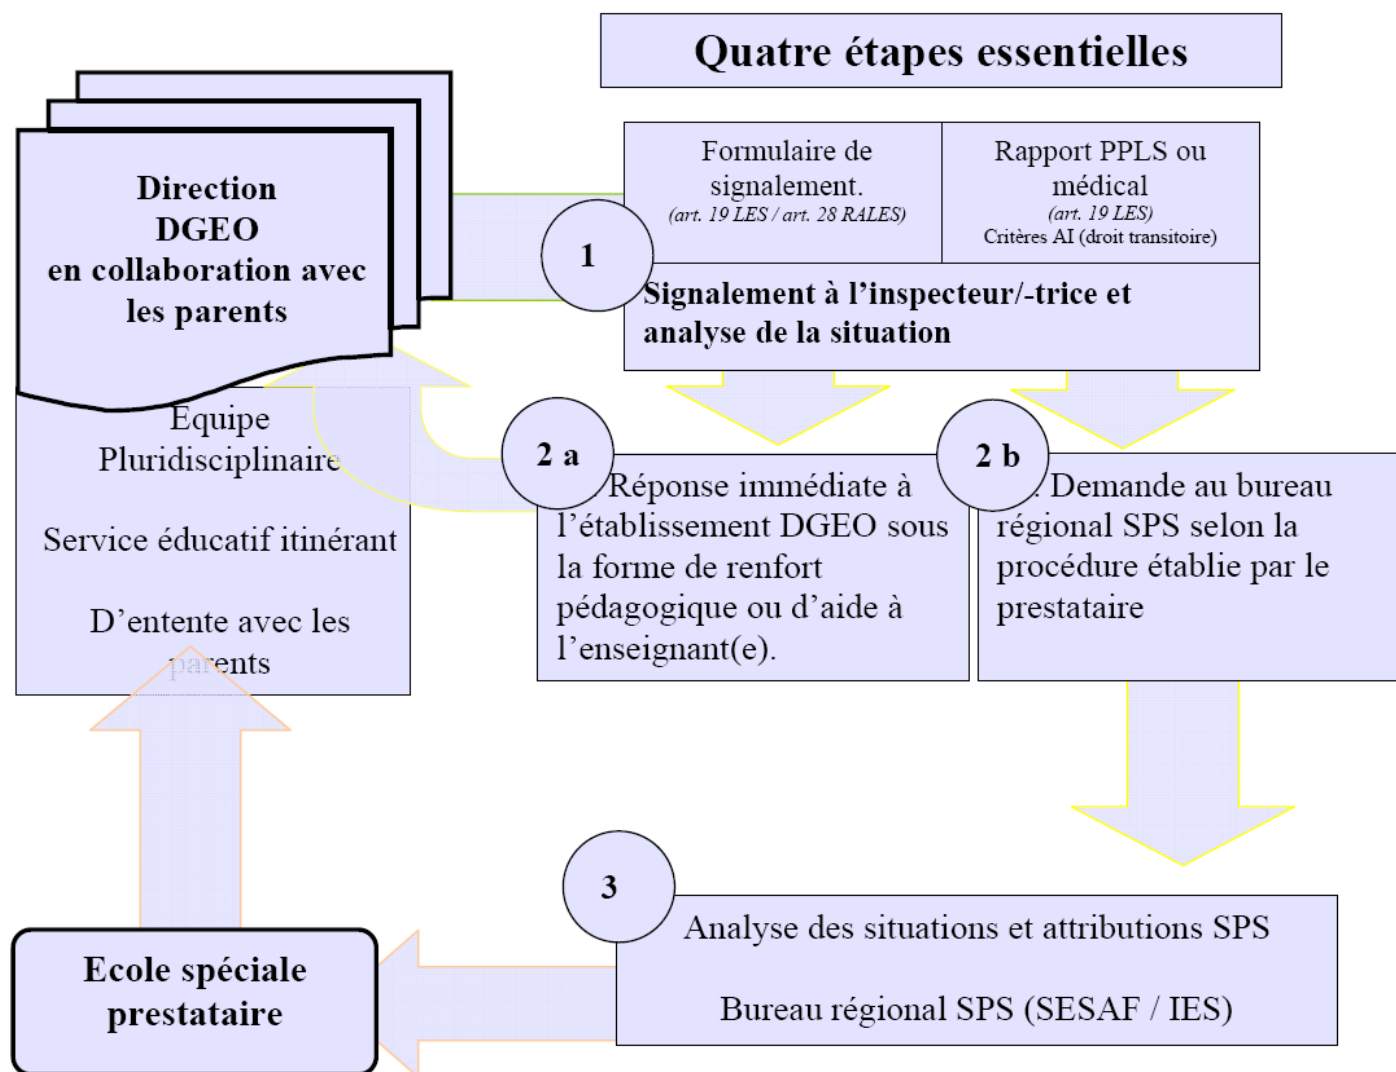 Quatre étapes essentielles
Direction
DGEO
en collaboration avec
les parents
1
Formulaire de
signalement.
(art. 19 LES / art. 28 RALES)
Rapport PPLS ou
médical
(art. 19 LES)
Critères AI (droit transitoire)
Signalement à l’inspecteur/-trice et
analyse de la situation
Equipe
Pluridisciplinaire
Service éducatif itinérant
D’entente avec les
parents
2 a
Réponse immédiate à
l’établissement DGEO sous
la forme de renfort
pédagogique ou d’aide à
l’enseignant(e).
2 b
. Demande au bureau
régional SPS selon la
procédure établie par le
prestataire
3
Analyse des situations et attributions SPS
Bureau régional SPS (SESAF / IES)
Ecole spéciale
prestataire